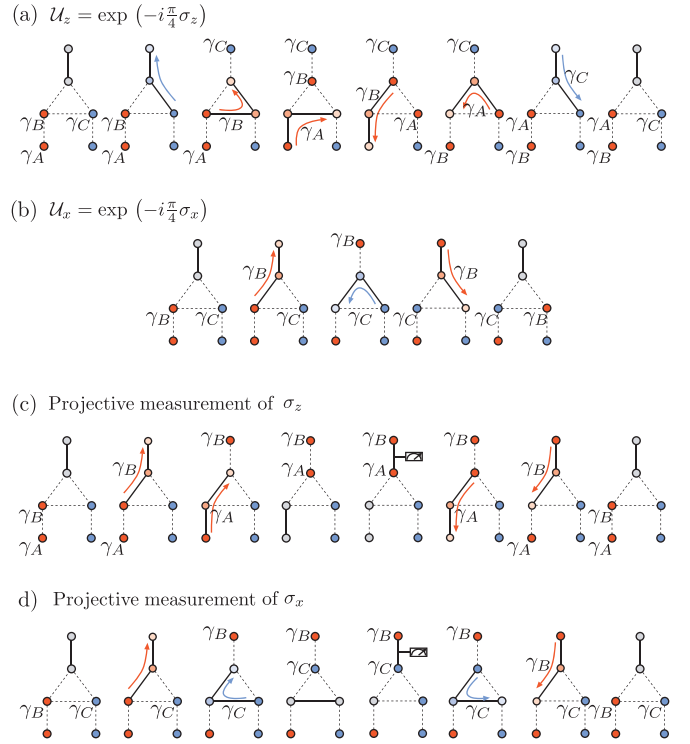 (a) 𝒰_z = exp (−i π/4 σ_z)
γ_C γ_C γ_C
γ_B γ_B γ_C
γ_B γ_C γ_B γ_B γ_A γ_A γ_A γ_A γ_A γ_C
γ_A γ_A γ_A γ_B γ_B γ_B
(b) 𝒰_x = exp (−i π/4 σ_x)
γ_B
γ_B γ_B
γ_B γ_C γ_C γ_C γ_C γ_B
(c) Projective measurement of σ_z
γ_B γ_B γ_B γ_B
γ_B γ_A γ_A γ_B
γ_B γ_A γ_A γ_B
γ_A γ_A γ_A γ_A
d) Projective measurement of σ_x
γ_B γ_B γ_B γ_B
γ_C γ_C γ_B
γ_B γ_C γ_C γ_C γ_C γ_B γ_C